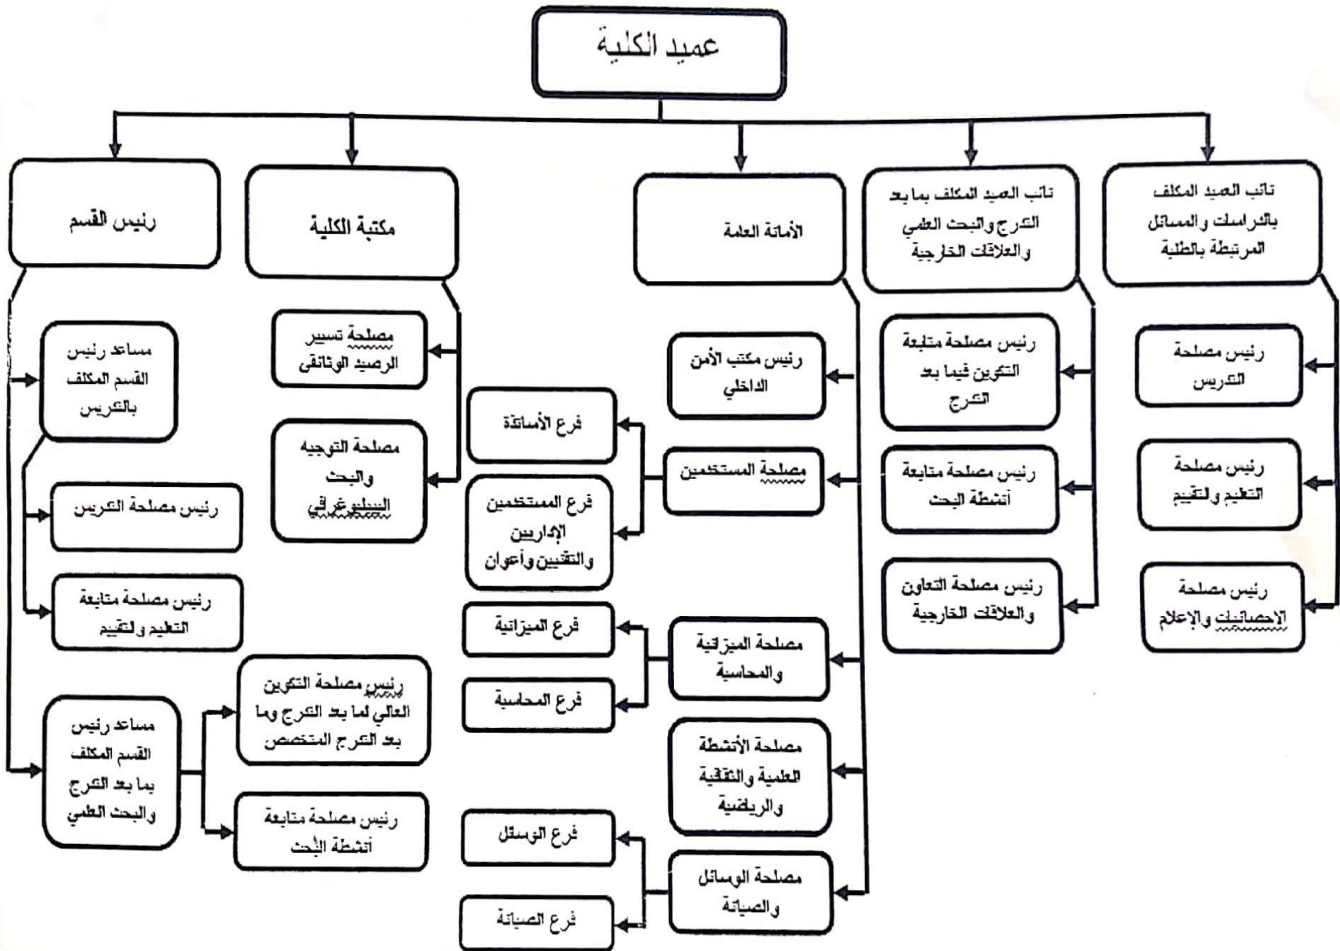 عميد الكلية
نائب العميد المكلف
بالدراسات والمسائل
المرتبطة بالطلبة
رئيس مصلحة
التدريس
رئيس مصلحة
التعليم والتقييم
رئيس مصلحة
الإحصائيات والإعلام
نائب العميد المكلف بما بعد
التدرج والبحث العلمي
والعلاقات الخارجية
رئيس مصلحة متابعة
التكوين فيما بعد
التدرج
رئيس مصلحة متابعة
أنشطة البحث
رئيس مصلحة التعاون
والعلاقات الخارجية
الأمانة العامة
رئيس مكتب الأمن
الداخلي
مصلحة المستخدمين
فرع الأساتذة
فرع المستخدمين
الإداريين
والتقنيين وأعوان
مصلحة الميزانية
والمحاسبة
فرع الميزانية
فرع المحاسبة
مصلحة الأنشطة
العلمية والثقافية
والرياضية
مصلحة الوسائل
والصيانة
فرع الوسائل
فرع الصيانة
مكتبة الكلية
مصلحة تسيير
الرصيد الوثائقي
مصلحة التوجيه
والبحث
البيبليوغرافي
رئيس القسم
مساعد رئيس
القسم المكلف
بالتدريس
رئيس مصلحة التدريس
رئيس مصلحة متابعة
التعليم والتقييم
مساعد رئيس
القسم المكلف
بما بعد التدرج
والبحث العلمي
رئيس مصلحة التكوين
العالي لما بعد التدرج وما
بعد التدرج المتخصص
رئيس مصلحة متابعة
أنشطة البحث